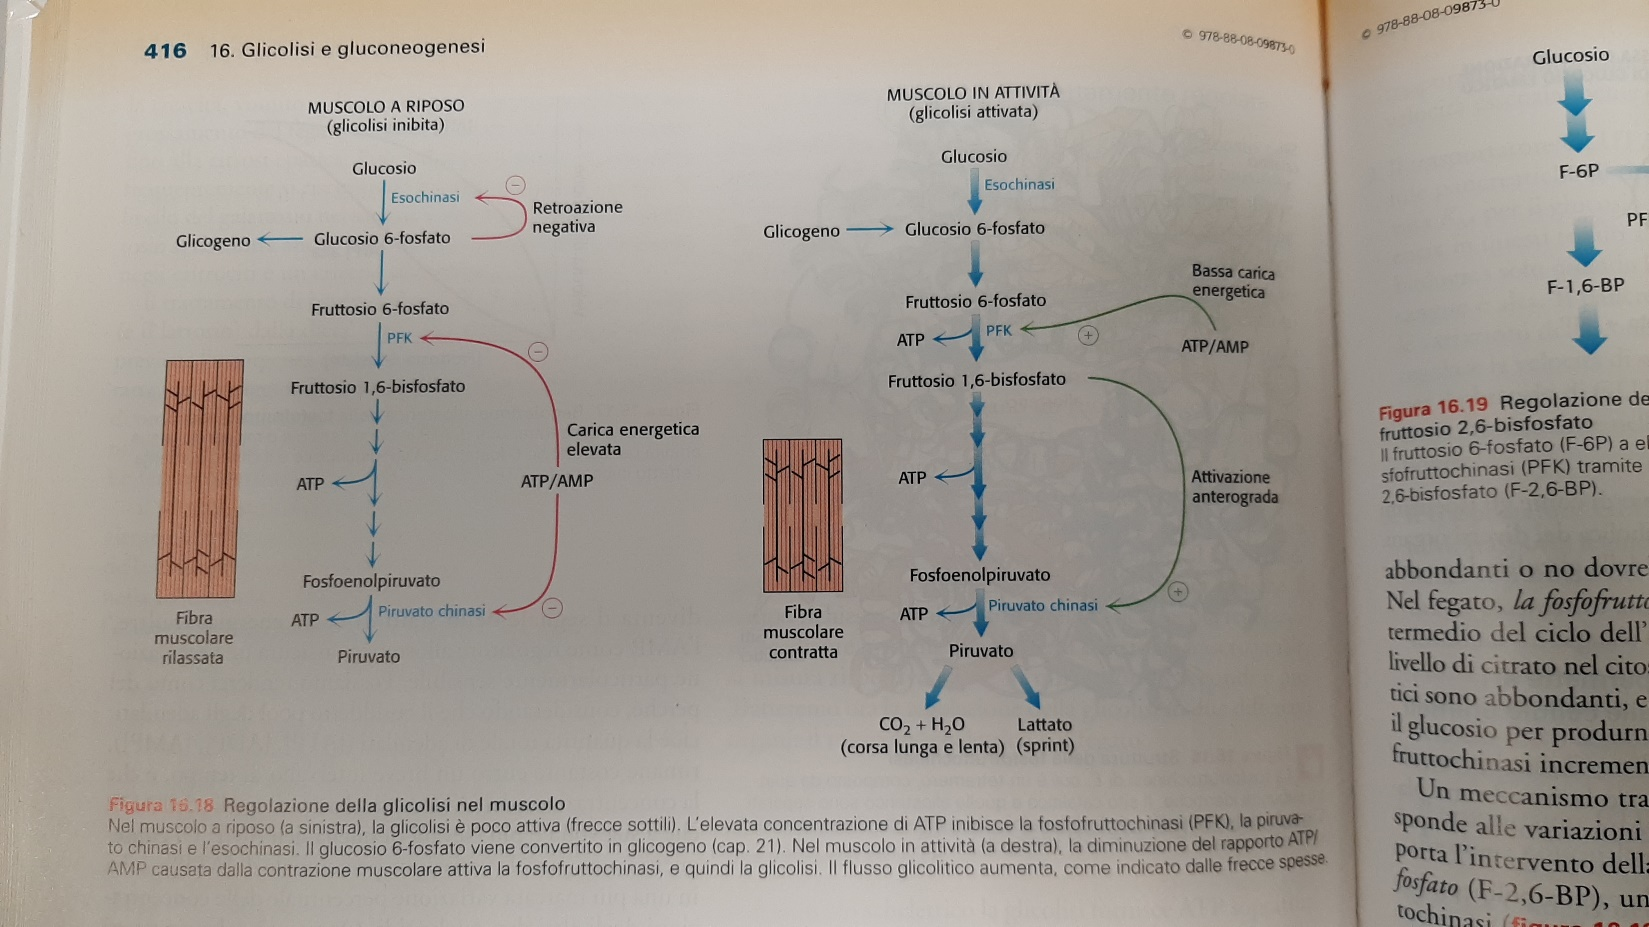 416 16. Glicolisi e gluconeogenesi
© 978-88-08-09873-0
MUSCOLO A RIPOSO
(glicolisi inibita)
Glucosio
Esochinasi
−
Retroazione
negativa
Glicogeno
Glucosio 6-fosfato
Fruttosio 6-fosfato
PFK
−
Fruttosio 1,6-bisfosfato
Carica energetica
elevata
ATP
ATP/AMP
Fosfoenolpiruvato
ATP
Piruvato chinasi
−
Piruvato
Fibra
muscolare
rilassata
MUSCOLO IN ATTIVITÀ
(glicolisi attivata)
Glucosio
Esochinasi
Glicogeno
Glucosio 6-fosfato
Bassa carica
energetica
Fruttosio 6-fosfato
ATP
PFK
+
ATP/AMP
Fruttosio 1,6-bisfosfato
ATP
Attivazione
anterograda
Fosfoenolpiruvato
ATP
Piruvato chinasi
+
Piruvato
Fibra
muscolare
contratta
CO2 + H2O
(corsa lunga e lenta)
Lattato
(sprint)
Figura 16.18 Regolazione della glicolisi nel muscolo
Nel muscolo a riposo (a sinistra), la glicolisi è poco attiva (frecce sottili). L'elevata concentrazione di ATP inibisce la fosfofruttochinasi (PFK), la piruva-
to chinasi e l'esochinasi. Il glucosio 6-fosfato viene convertito in glicogeno (cap. 21). Nel muscolo in attività (a destra), la diminuzione del rapporto ATP/
AMP causata dalla contrazione muscolare attiva la fosfofruttochinasi, e quindi la glicolisi. Il flusso glicolitico aumenta, come indicato dalle frecce spesse.
© 978-88-08-09873-0
Glucosio
F-6P
PF
F-1,6-BP
Figura 16.19 Regolazione de
fruttosio 2,6-bisfosfato
Il fruttosio 6-fosfato (F-6P) a el
sfofruttochinasi (PFK) tramite
2,6-bisfosfato (F-2,6-BP).
abbondanti o no dovre
Nel fegato, la fosfofrutto
termedio del ciclo dell'
livello di citrato nel cito
tici sono abbondanti, e
il glucosio per produrn
fruttochinasi incremen
Un meccanismo tra
sponde alle variazioni
porta l'intervento dell
fosfato (F-2,6-BP), un
tochinasi (figura